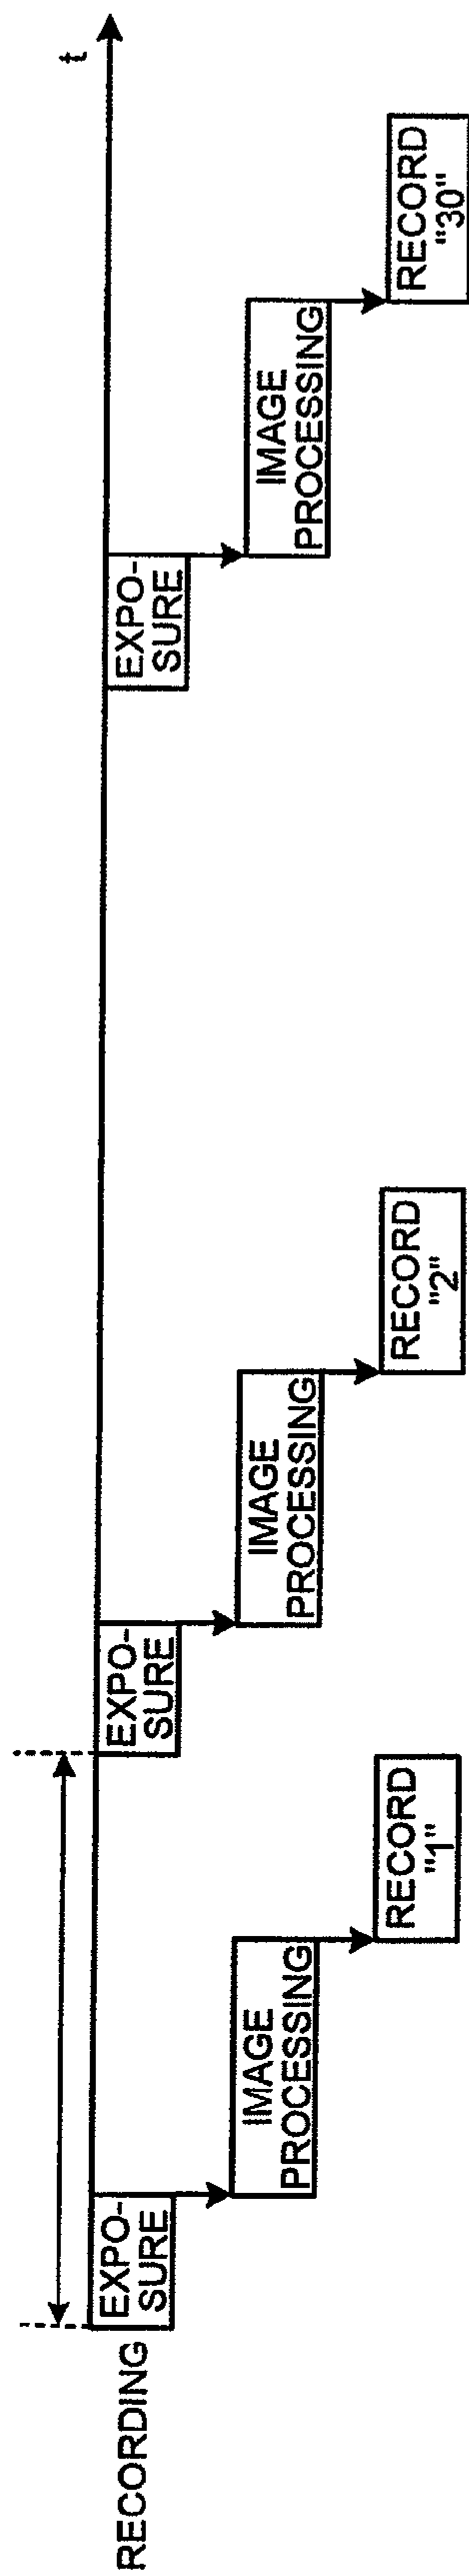 t
RECORDING
EXPO-
SURE
IMAGE
PROCESSING
RECORD
"1"
EXPO-
SURE
IMAGE
PROCESSING
RECORD
"2"
EXPO-
SURE
IMAGE
PROCESSING
RECORD
"30"